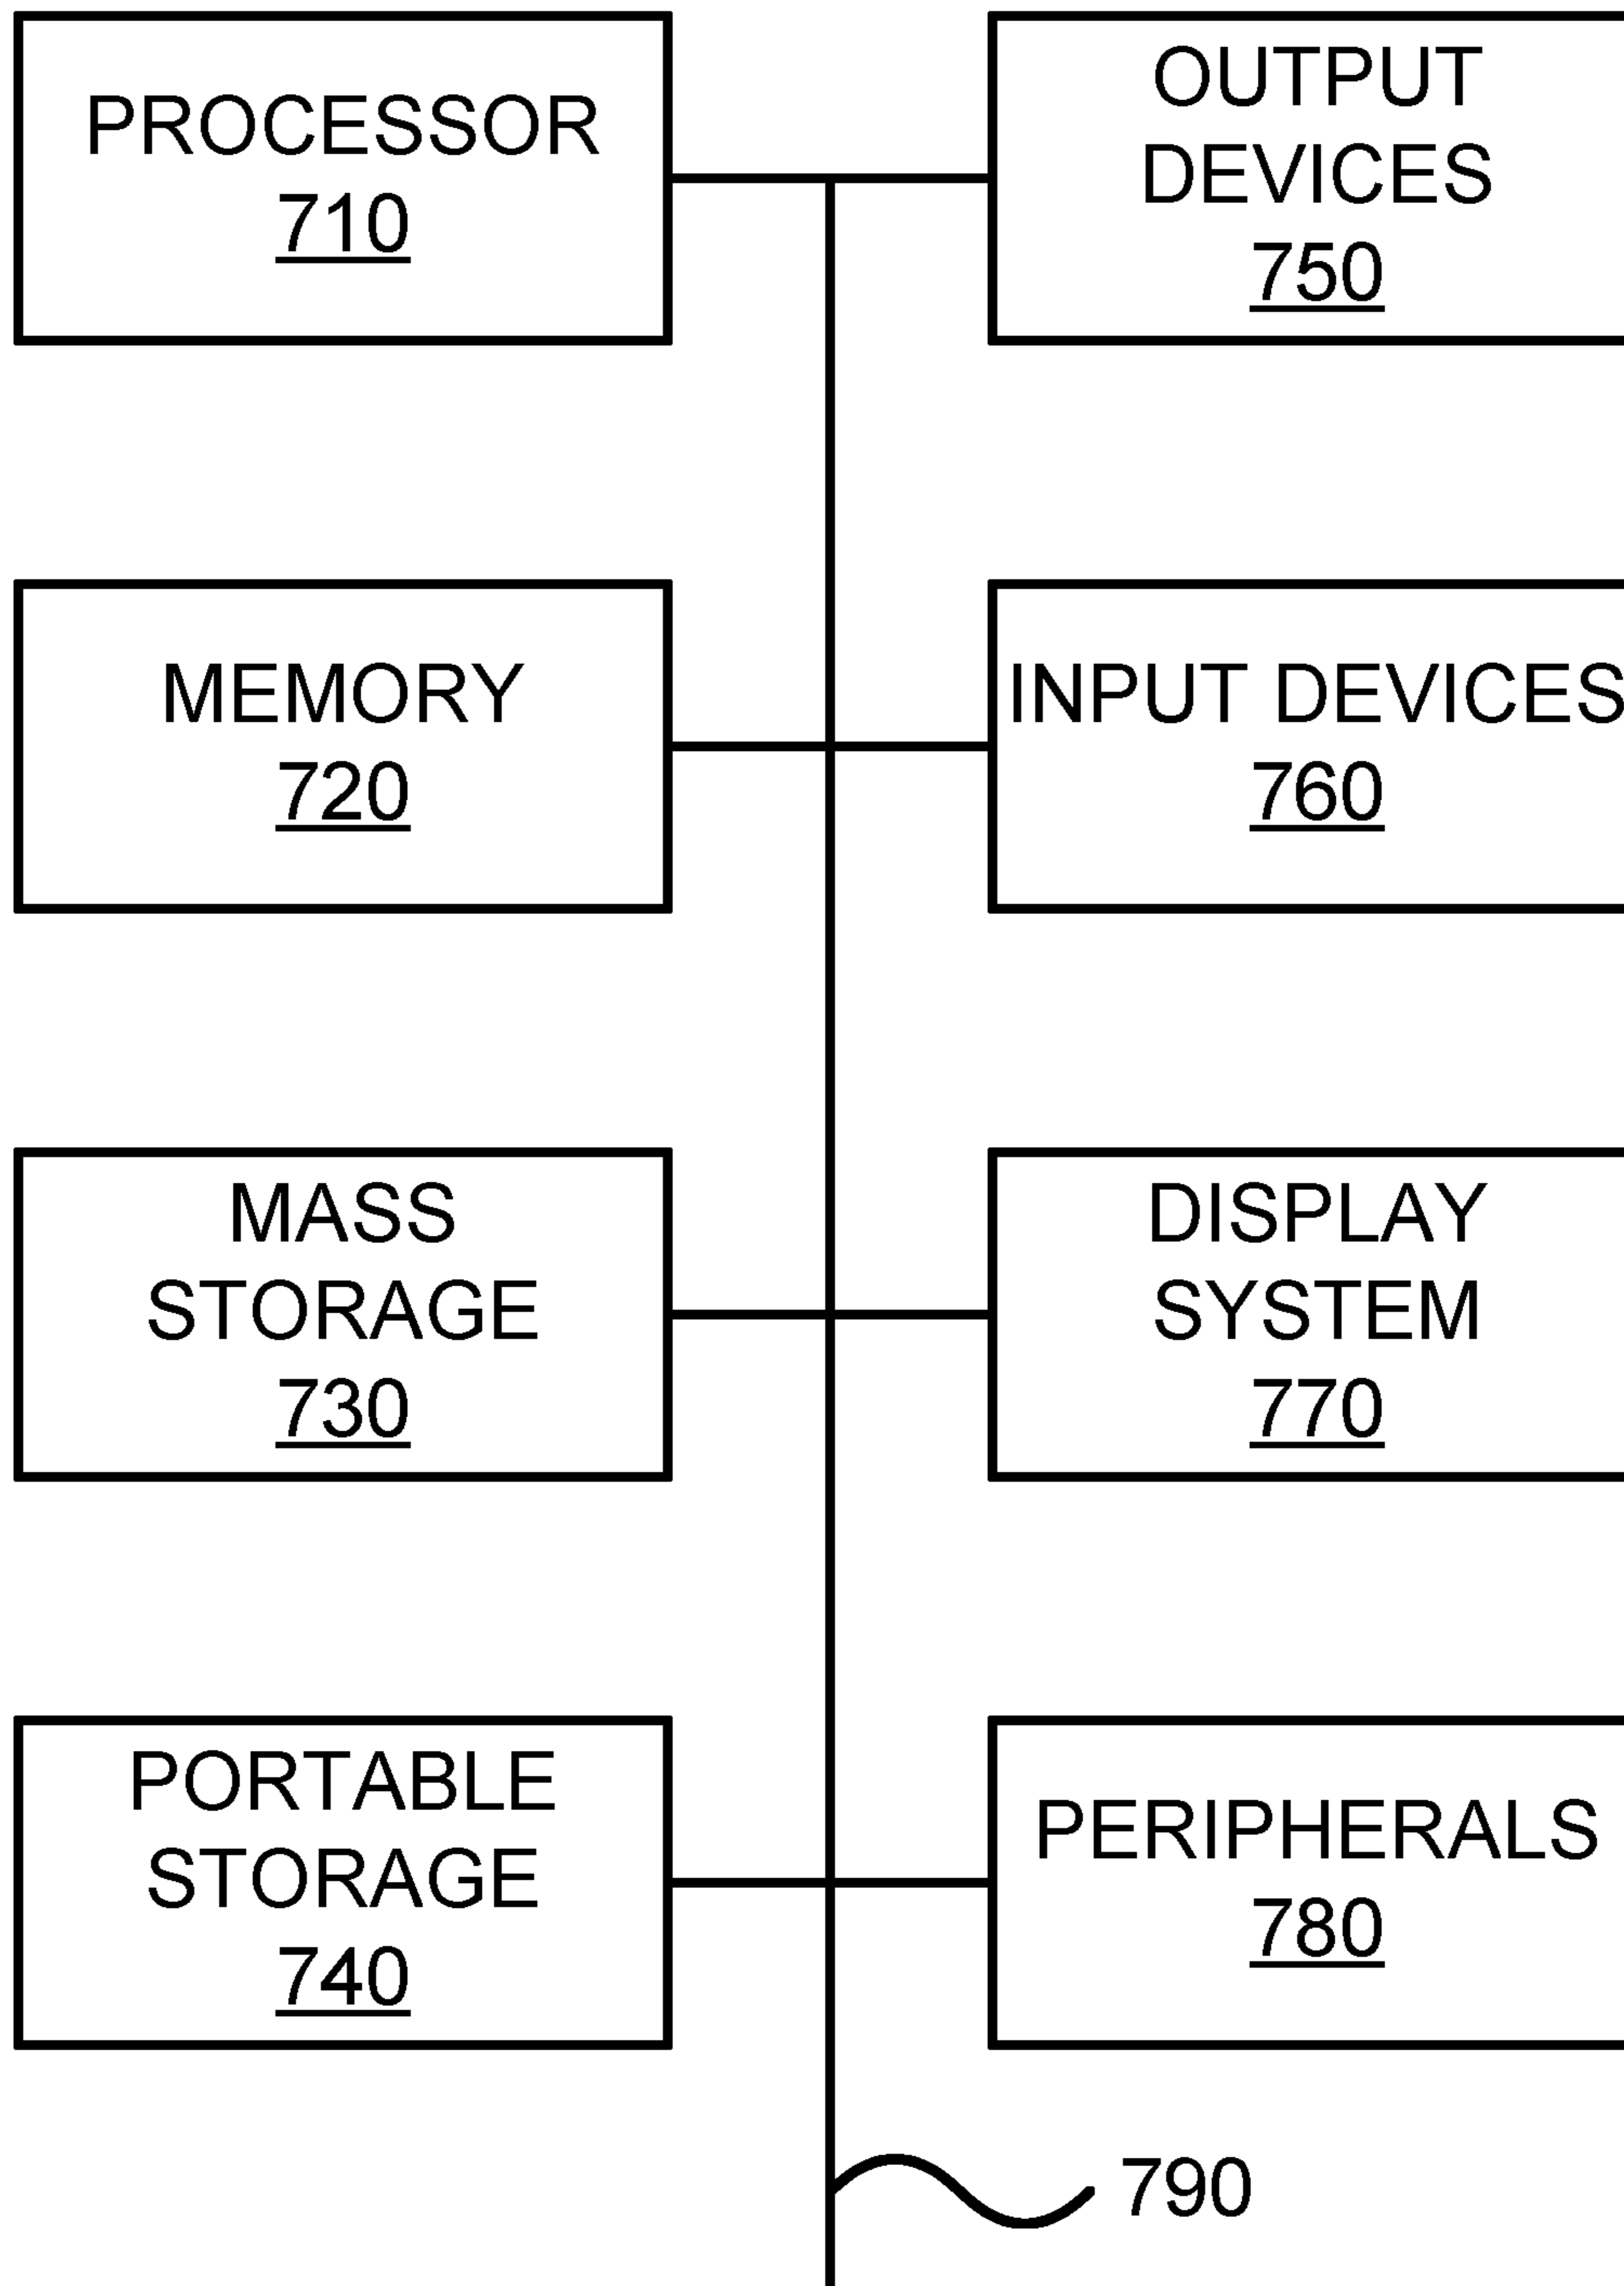 PROCESSOR
710
OUTPUT
DEVICES
750
MEMORY
720
INPUT DEVICES
760
MASS
STORAGE
730
DISPLAY
SYSTEM
770
PORTABLE
STORAGE
740
PERIPHERALS
780
790